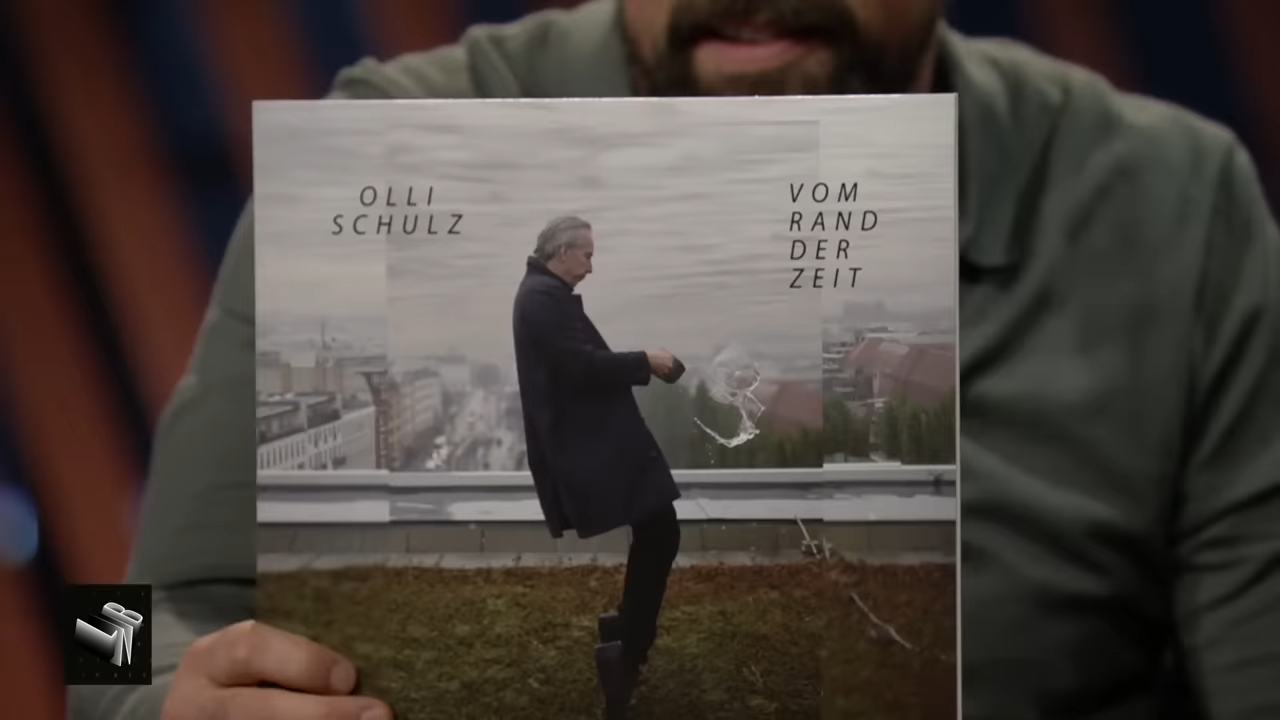 OLLI
SCHULZ
VOM
RAND
DER
ZEIT